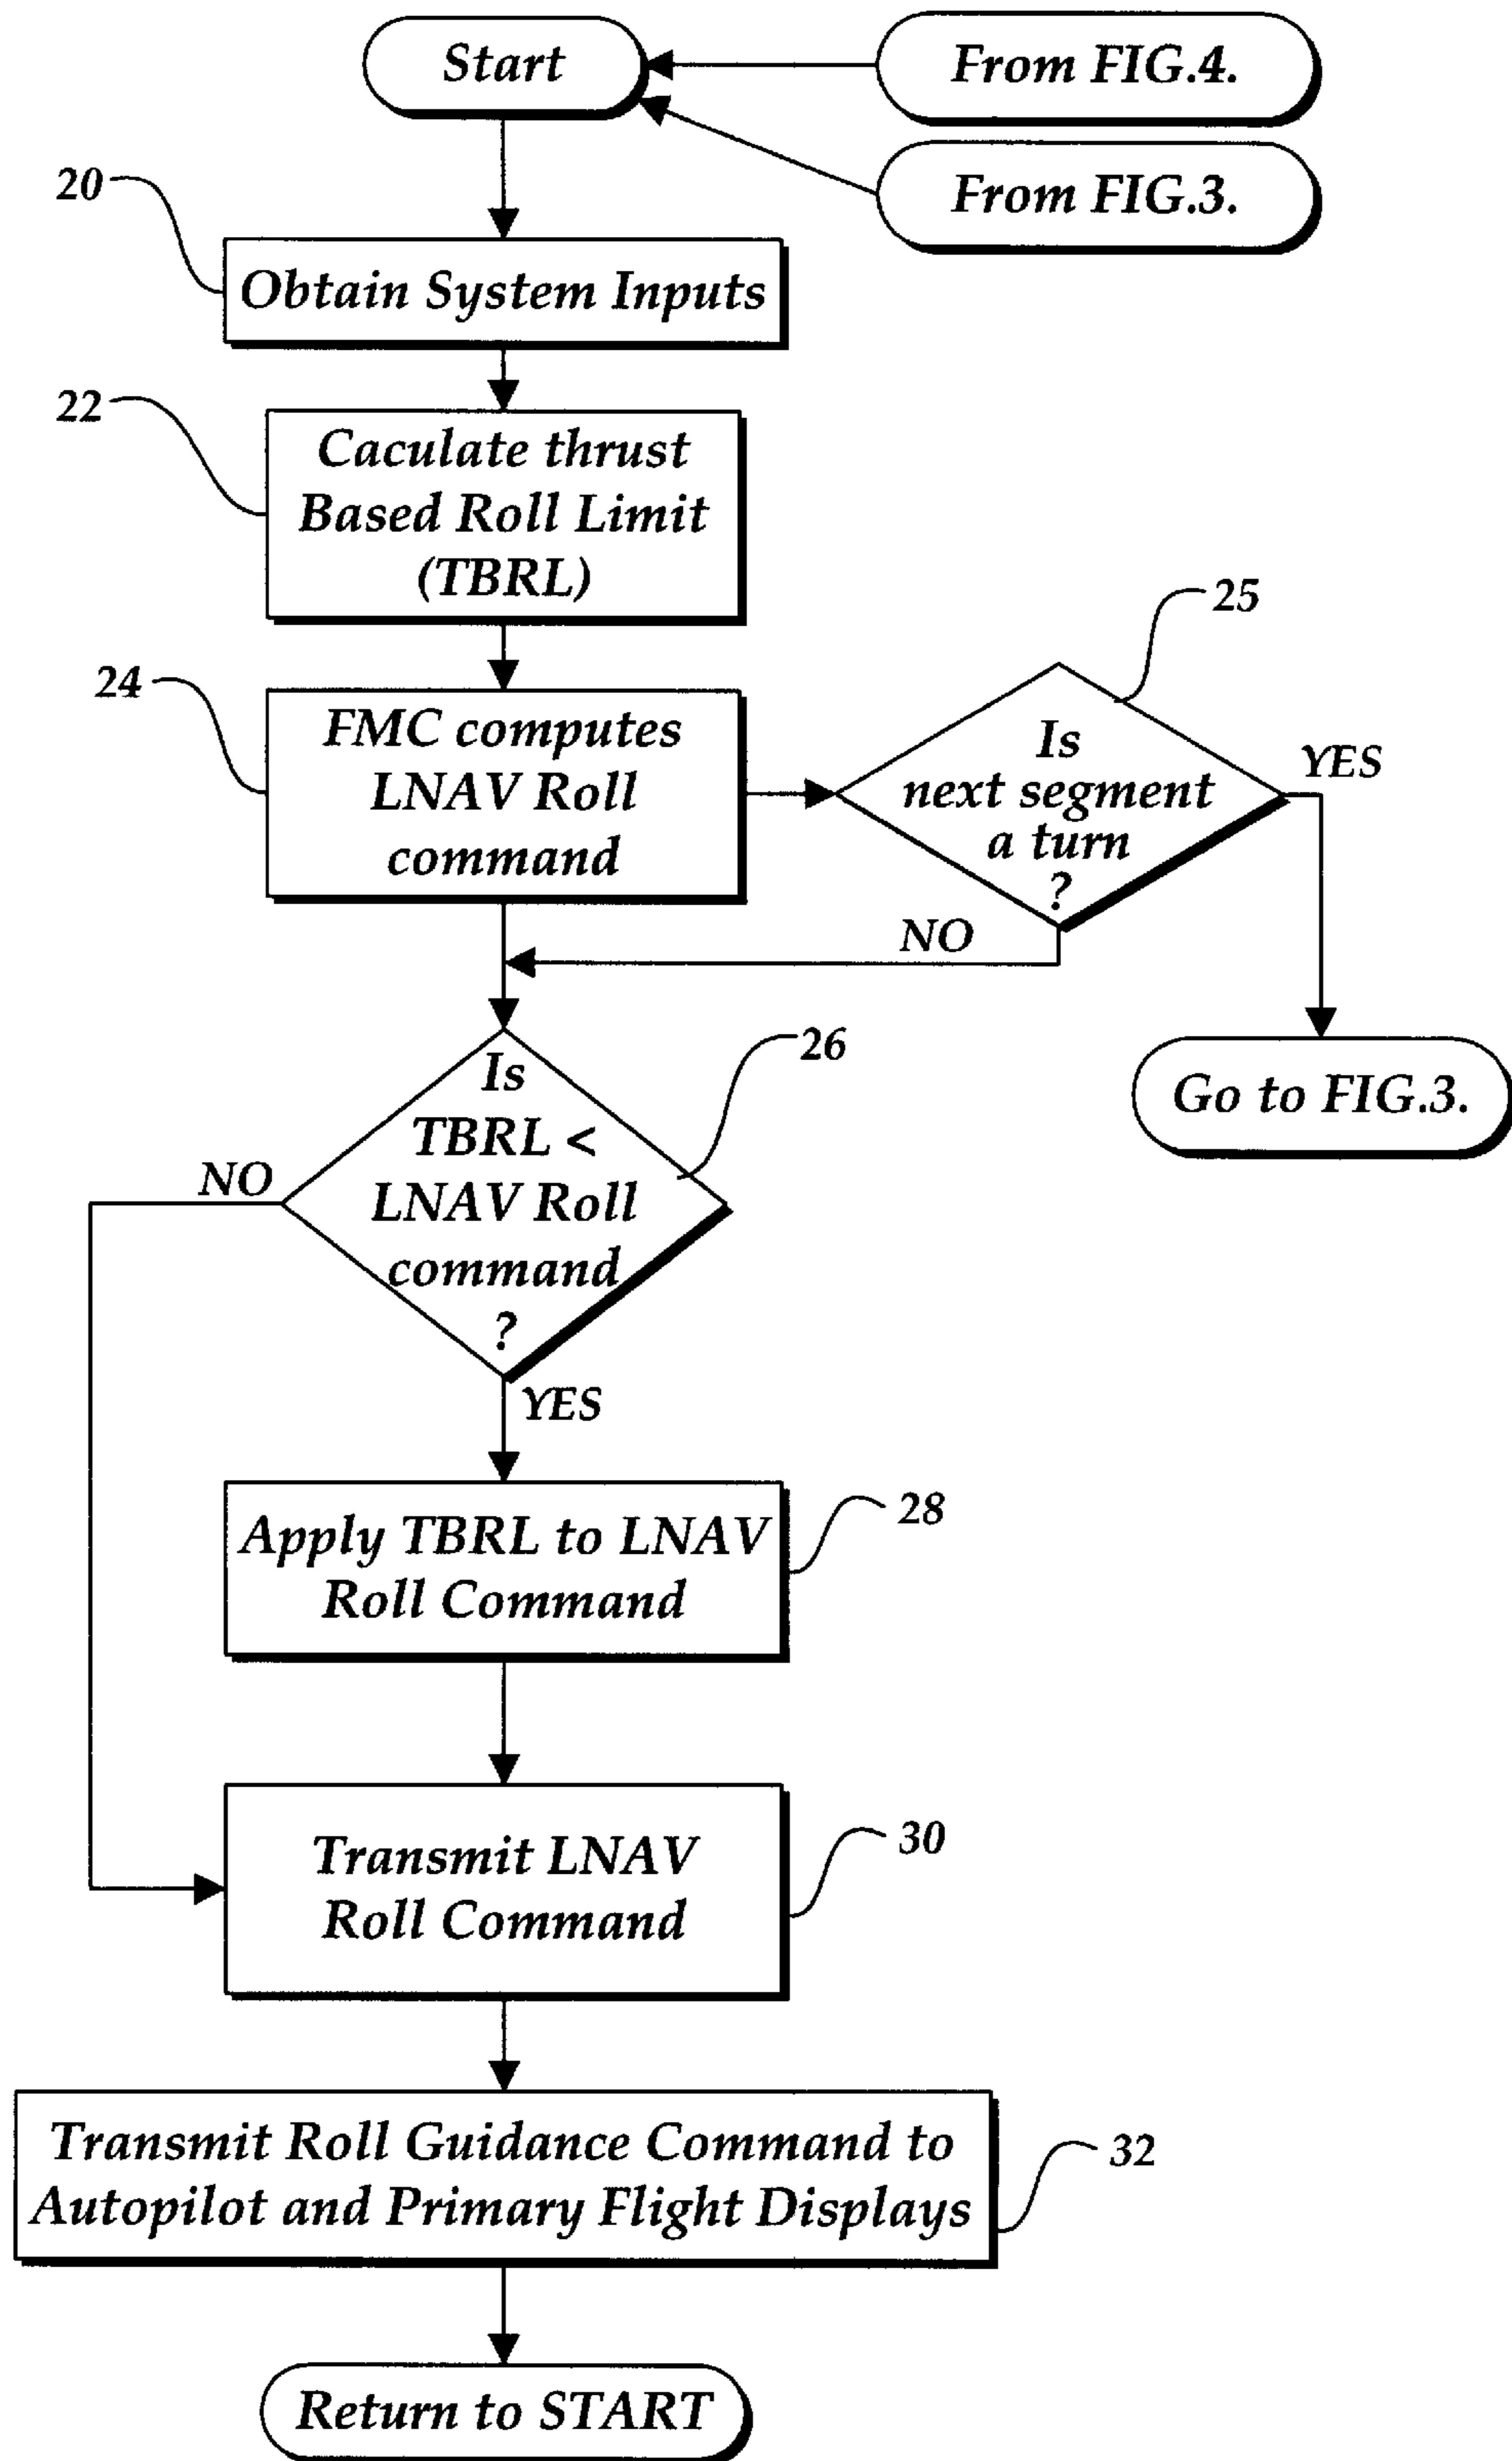 Start
From FIG.4.
From FIG.3.
20
Obtain System Inputs
22
Caculate thrust
Based Roll Limit
(TBRL)
25
24
FMC computes
LNAV Roll
command
Is
next segment
a turn
?
YES
NO
26
Is
TBRL <
LNAV Roll
command
?
NO
Go to FIG.3.
YES
28
Apply TBRL to LNAV
Roll Command
30
Transmit LNAV
Roll Command
Transmit Roll Guidance Command to
Autopilot and Primary Flight Displays
32
Return to START